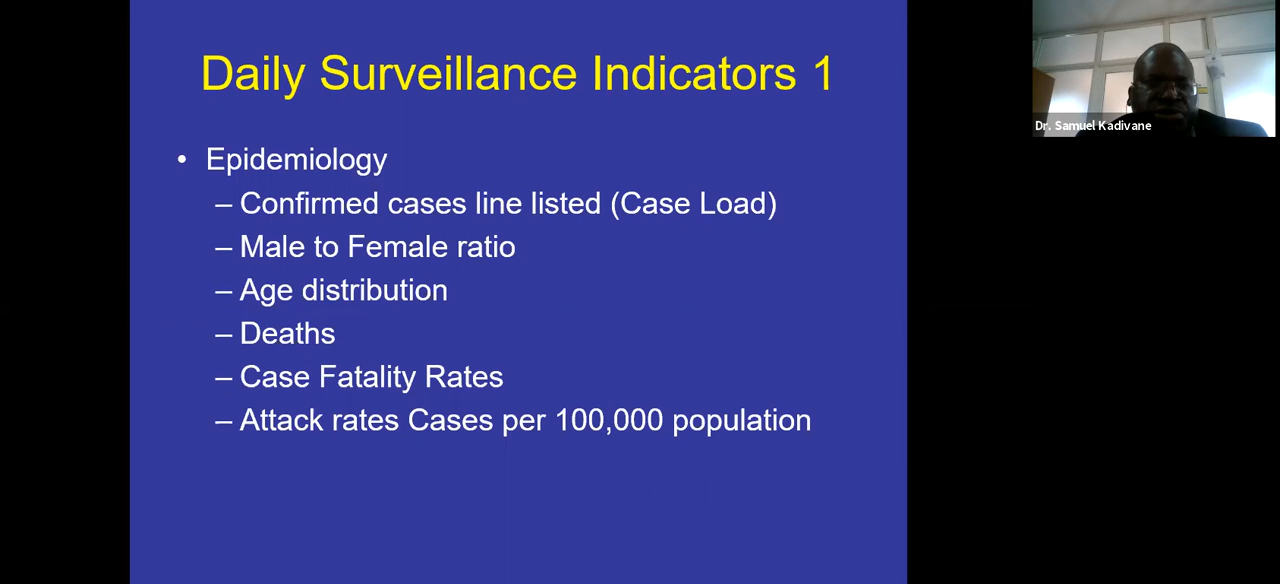 Daily Surveillance Indicators 1
• Epidemiology
– Confirmed cases line listed (Case Load)
– Male to Female ratio
– Age distribution
– Deaths
– Case Fatality Rates
– Attack rates Cases per 100,000 population
Dr. Samuel Kadivane